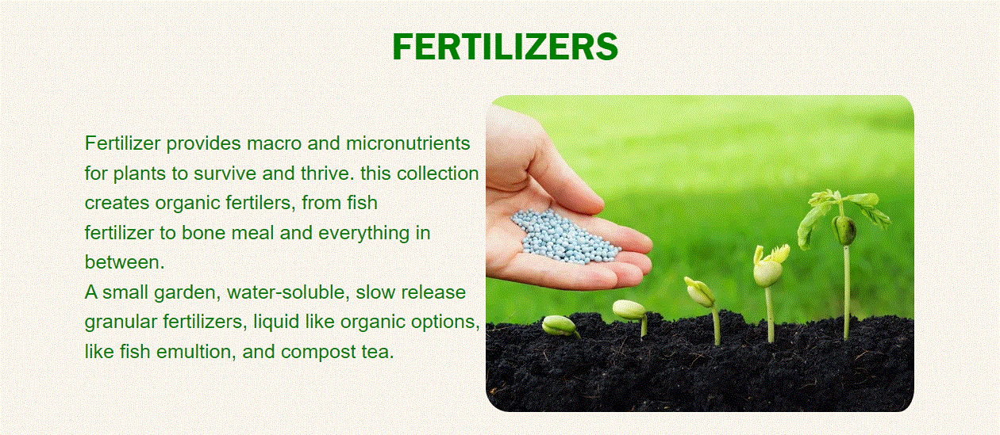 FERTILIZERS
Fertilizer provides macro and micronutrients
for plants to survive and thrive. this collection
creates organic fertilers, from fish
fertilizer to bone meal and everything in
between.
A small garden, water-soluble, slow release
granular fertilizers, liquid like organic options,
like fish emultion, and compost tea.